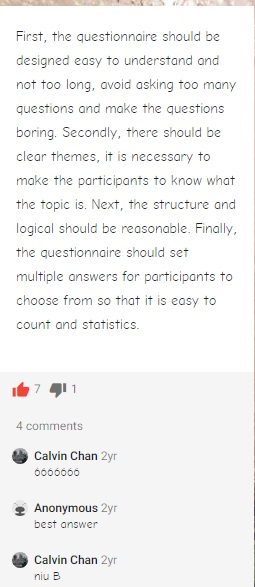 First, the questionnaire should be
designed easy to understand and
not too long, avoid asking too many
questions and make the questions
boring. Secondly, there should be
clear themes, it is necessary to
make the participants to know what
the topic is. Next, the structure and
logical should be reasonable. Finally,
the questionnaire should set
multiple answers for participants to
choose from so that it is easy to
count and statistics.
7 1
4 comments
Calvin Chan 2yr
6666666
Anonymous 2yr
best answer
Calvin Chan 2yr
niu B